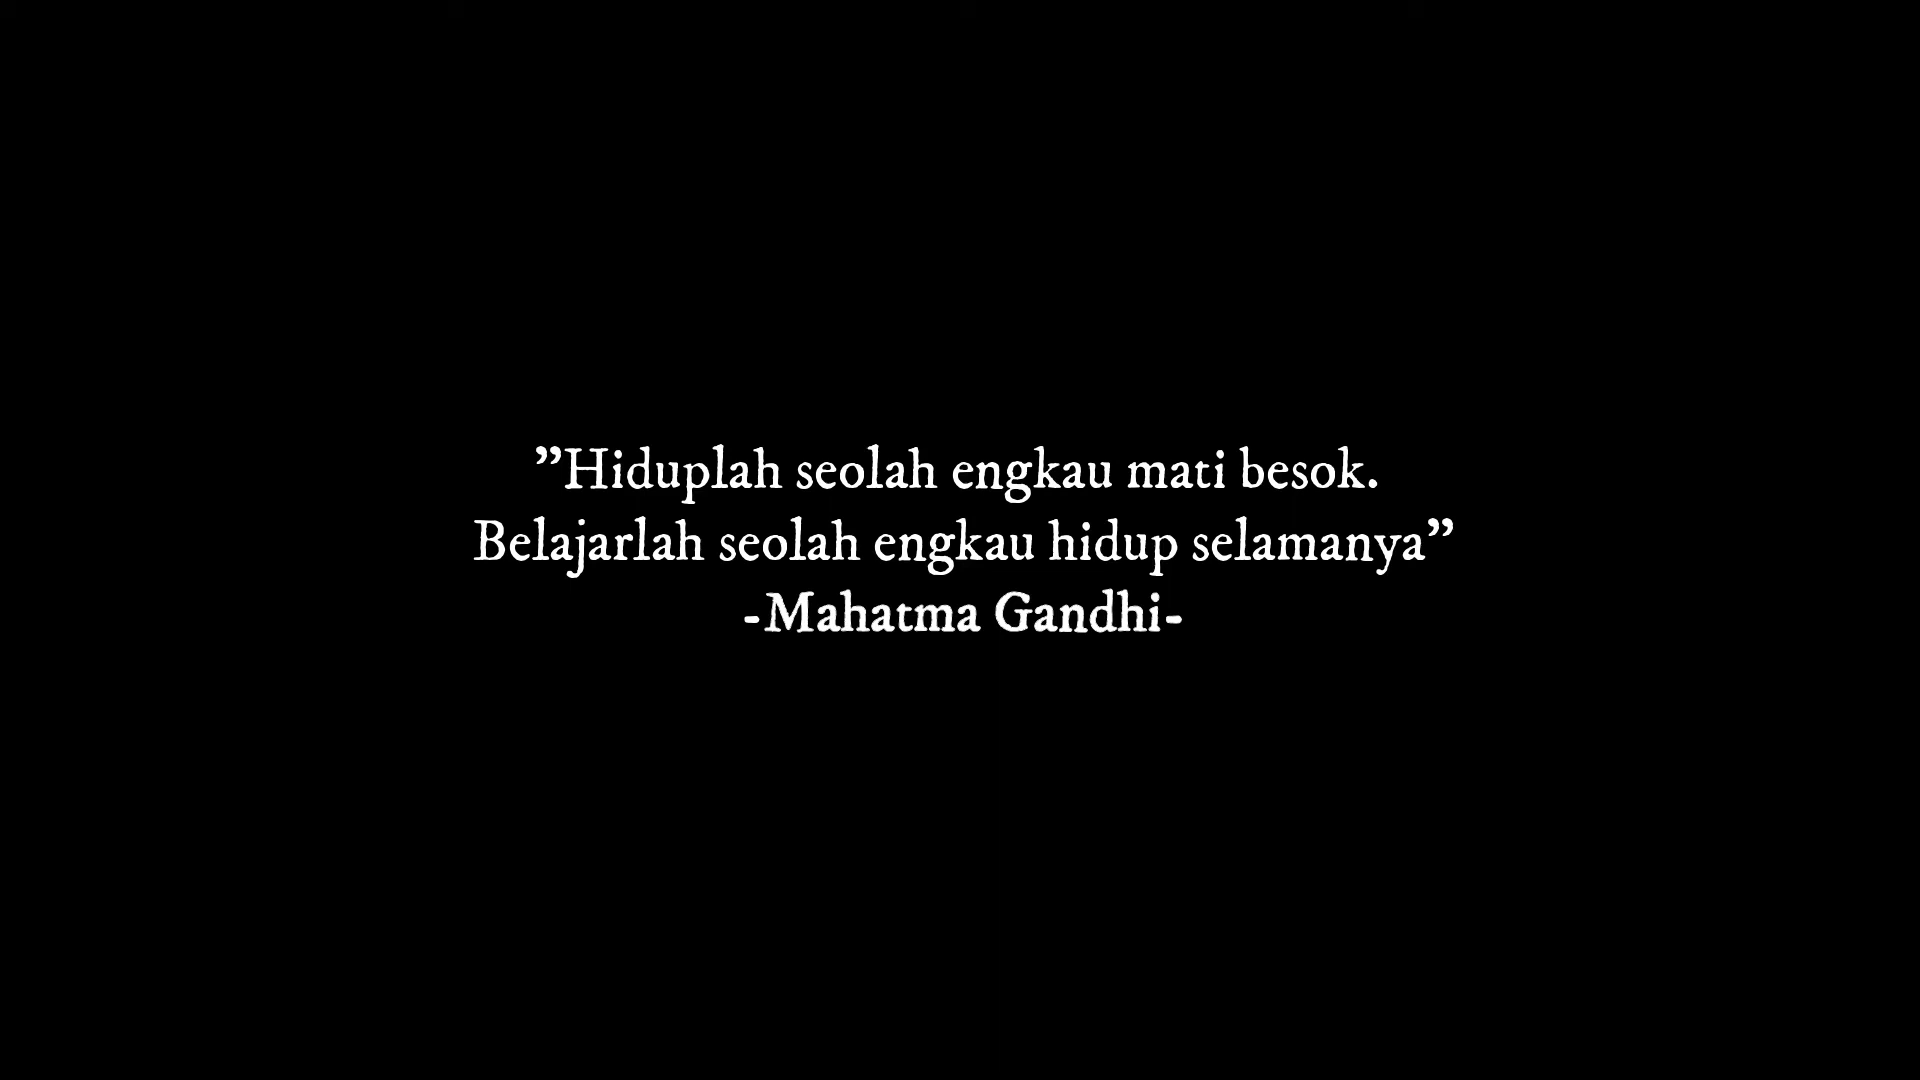 ”Hiduplah seolah engkau mati besok.
Belajarlah seolah engkau hidup selamanya”
-Mahatma Gandhi-